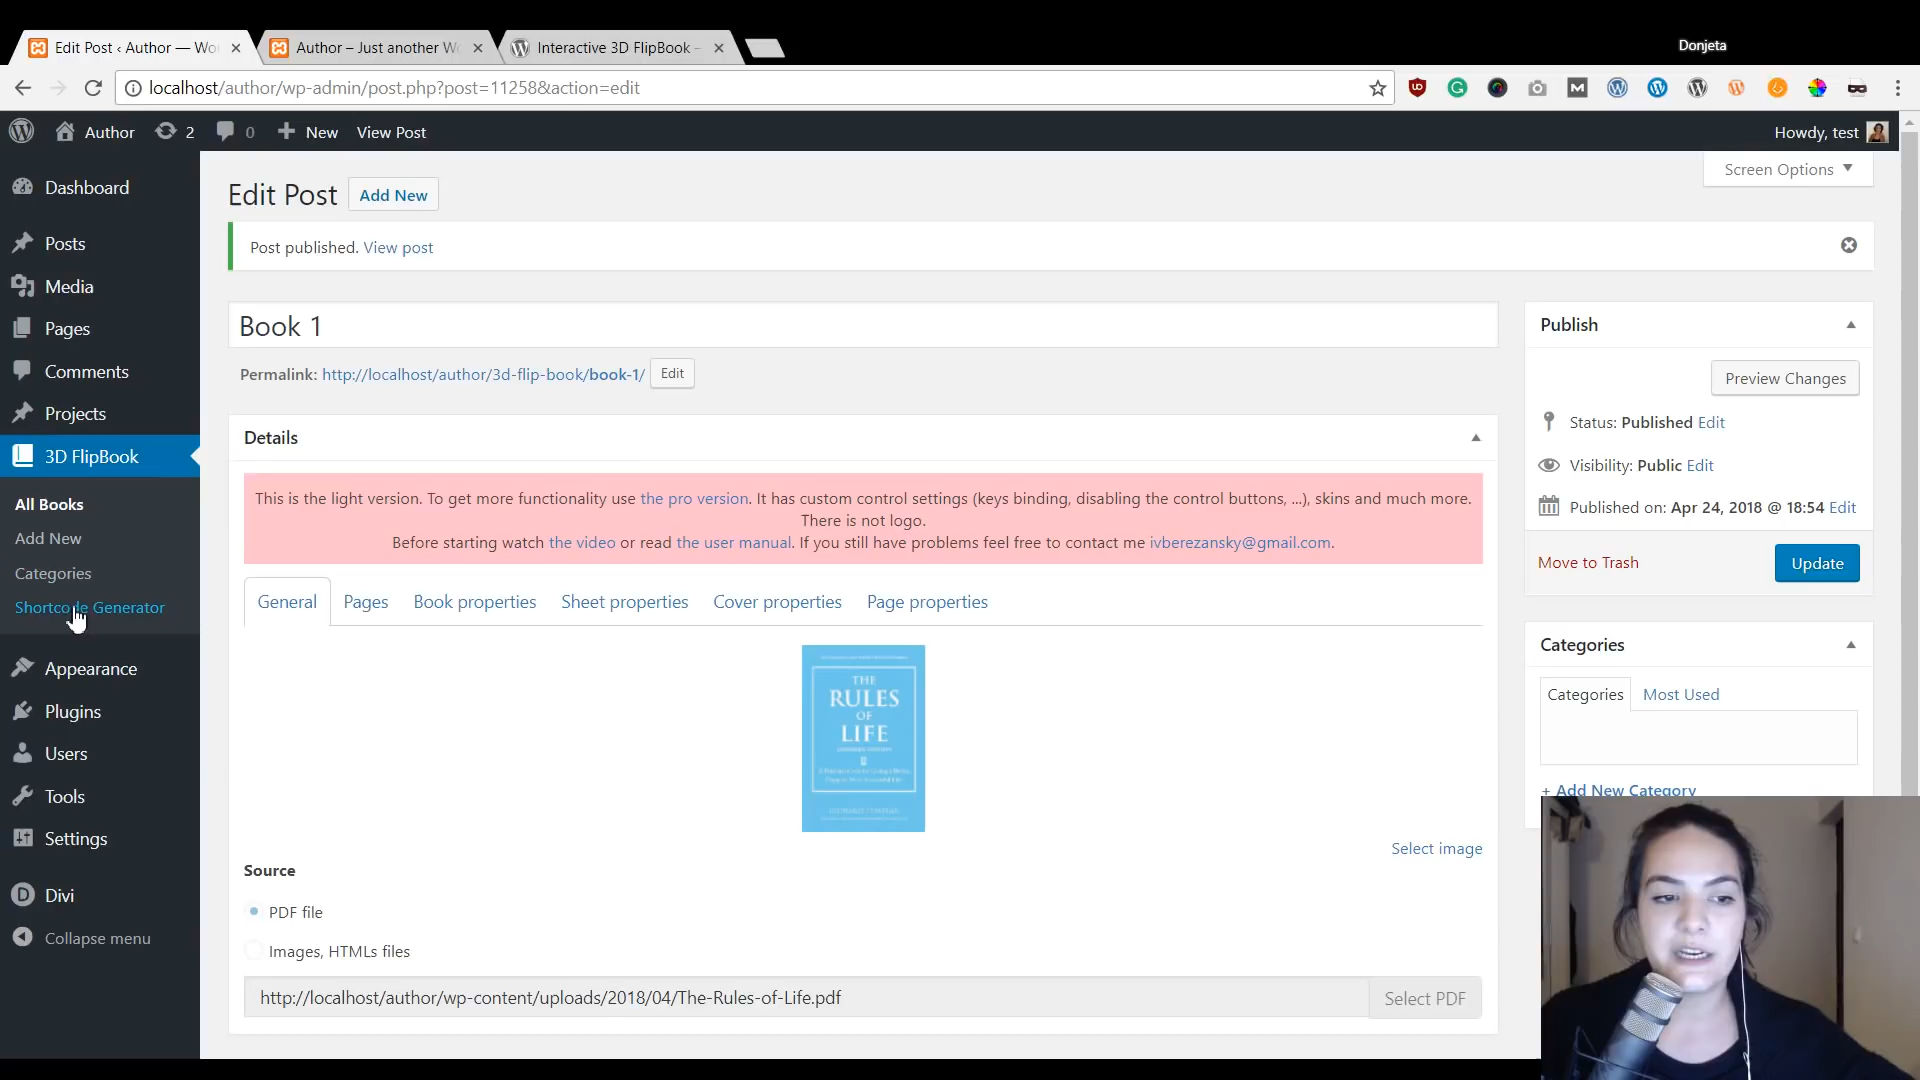 Donjeta
Edit Post ‹ Author — Wo
Author – Just another W
Interactive 3D FlipBook –
localhost/author/wp-admin/post.php?post=11258&action=edit
Author
2
0
New
View Post
Howdy, test
Screen Options
Dashboard
Posts
Media
Pages
Comments
Projects
3D FlipBook
All Books
Add New
Categories
Shortcode Generator
Appearance
Plugins
Users
Tools
Settings
Divi
Collapse menu
Edit Post
Add New
Post published. View post
Book 1
Permalink: http://localhost/author/3d-flip-book/book-1/
Edit
Details
This is the light version. To get more functionality use the pro version. It has custom control settings (keys binding, disabling the control buttons, ...), skins and much more.
There is not logo.
Before starting watch the video or read the user manual. If you still have problems feel free to contact me ivberezansky@gmail.com.
General
Pages
Book properties
Sheet properties
Cover properties
Page properties
THE
RULES
OF
LIFE
Select image
Source
PDF file
Images, HTMLs files
http://localhost/author/wp-content/uploads/2018/04/The-Rules-of-Life.pdf
Select PDF
Publish
Preview Changes
Status: Published Edit
Visibility: Public Edit
Published on: Apr 24, 2018 @ 18:54 Edit
Move to Trash
Update
Categories
Categories
Most Used
+ Add New Category